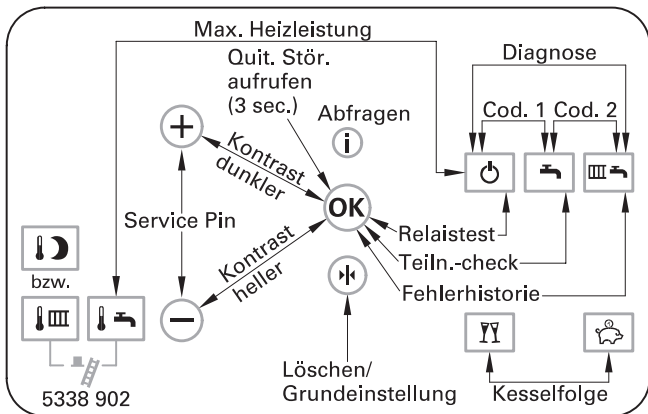 Max. Heizleistung
Quit. Stör.
aufrufen
(3 sec.)
Diagnose
Abfragen
i
Cod. 1
Cod. 2
+
Kontrast
dunkler
OK
Service Pin
Relaistest
Teiln.-check
Fehlerhistorie
Kontrast
heller
bzw.
–
Löschen/
Grundeinstellung
Kesselfolge
5338 902